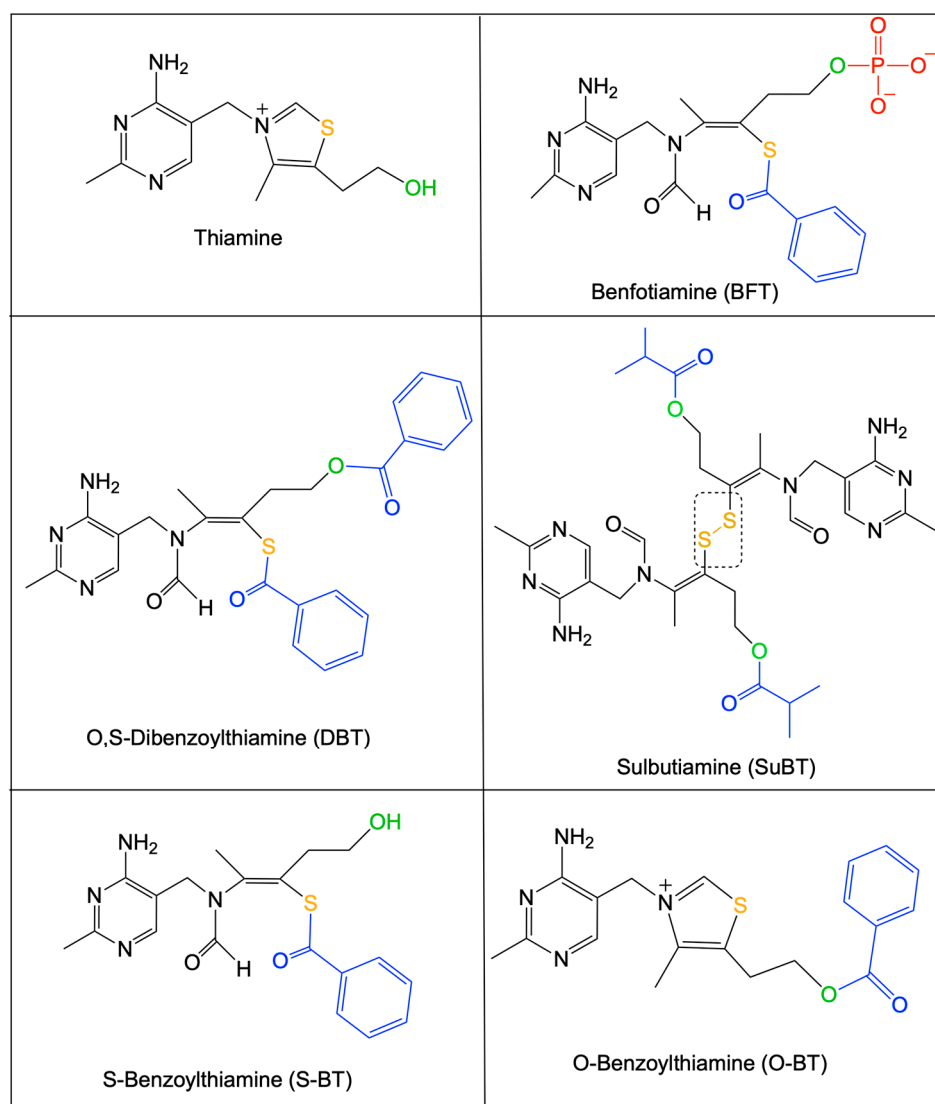 NH2
N
N
N
+
S
OH
Thiamine
O
O
P
O−
O−
NH2
N
N
N
S
O
O
H
Benfotiamine (BFT)
O
O
NH2
N
N
N
S
O
O
H
O,S-Dibenzoylthiamine (DBT)
O
O
NH2
N
N
N
O
S
S
O
N
N
N
NH2
O
O
Sulbutiamine (SuBT)
OH
NH2
N
N
N
S
O
O
H
S-Benzoylthiamine (S-BT)
NH2
N
N
N
+
S
O
O
O-Benzoylthiamine (O-BT)